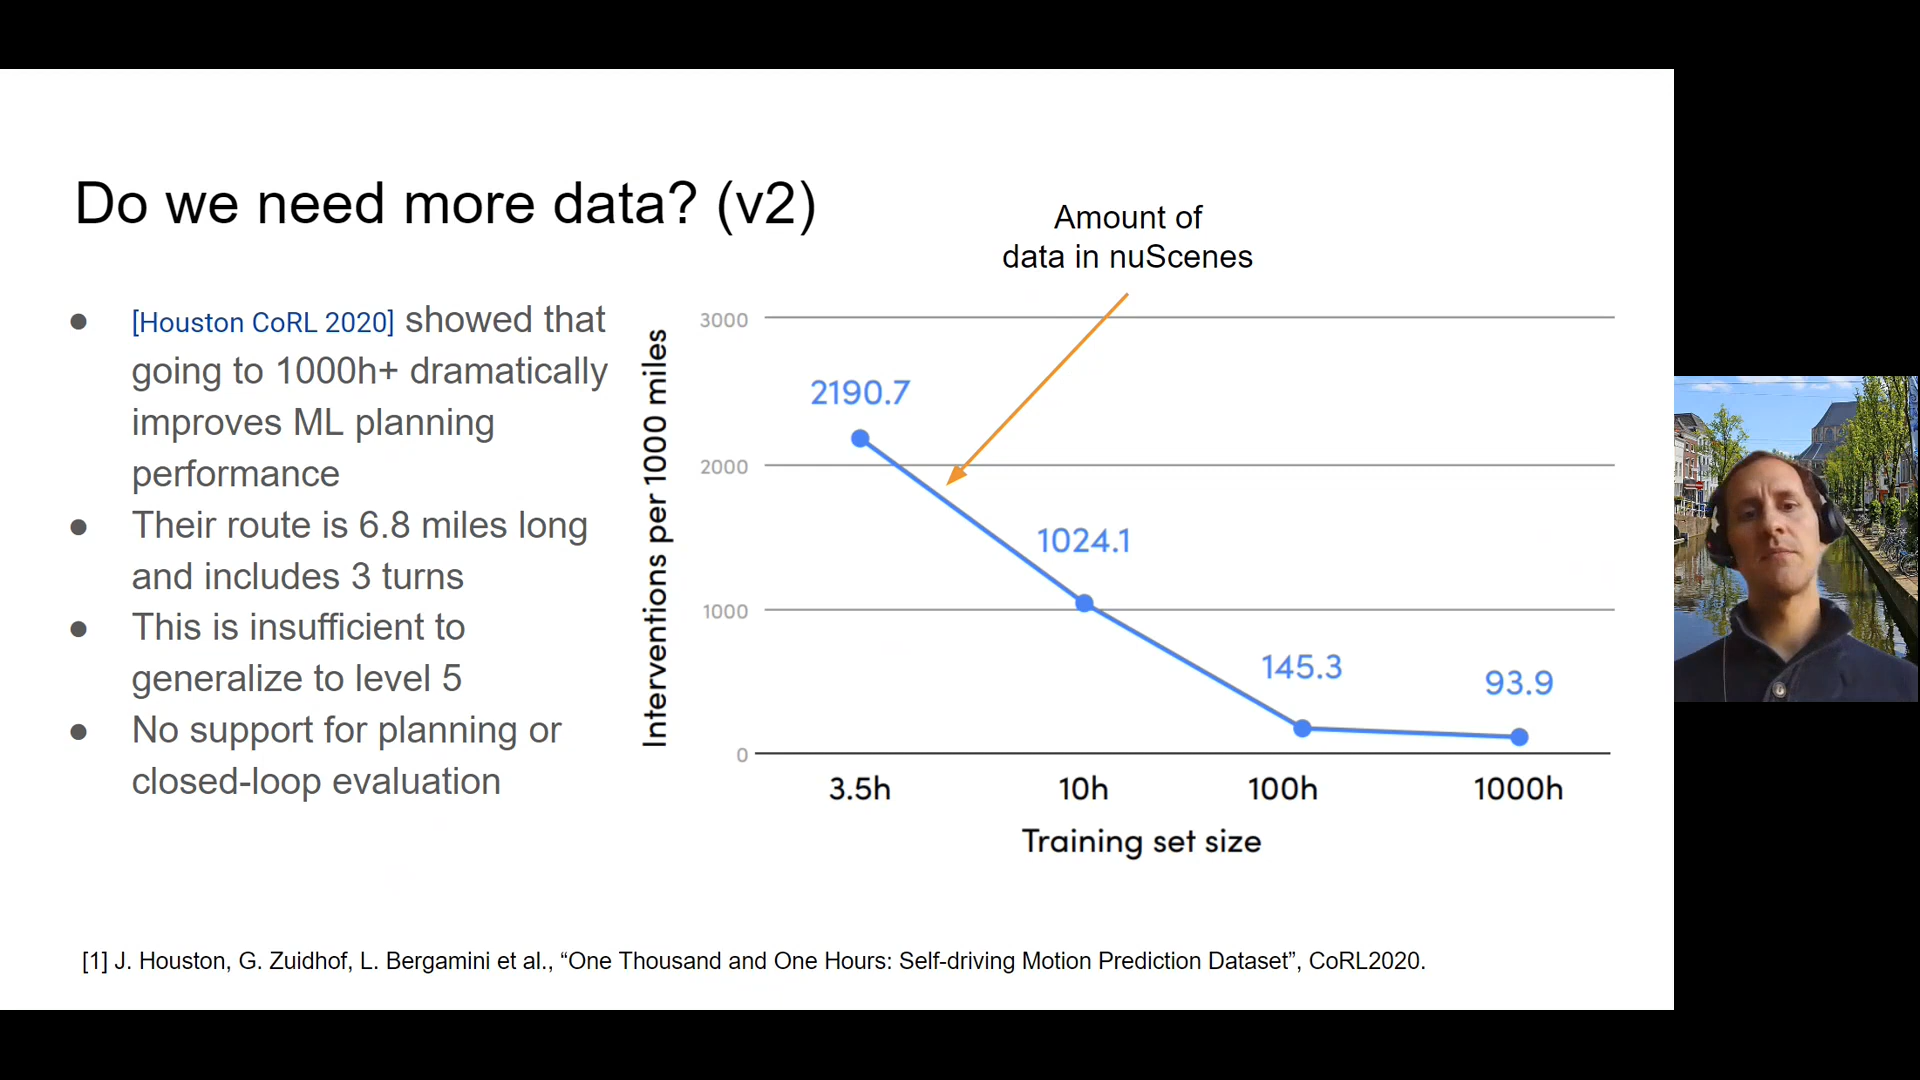 Do we need more data? (v2)
Amount of
data in nuScenes
● [Houston CoRL 2020] showed that
going to 1000h+ dramatically
improves ML planning
performance
● Their route is 6.8 miles long
and includes 3 turns
● This is insufficient to
generalize to level 5
● No support for planning or
closed-loop evaluation
Interventions per 1000 miles
3000
2000
1000
0
2190.7
1024.1
145.3
93.9
3.5h 10h 100h 1000h
Training set size
[1] J. Houston, G. Zuidhof, L. Bergamini et al., “One Thousand and One Hours: Self-driving Motion Prediction Dataset”, CoRL2020.